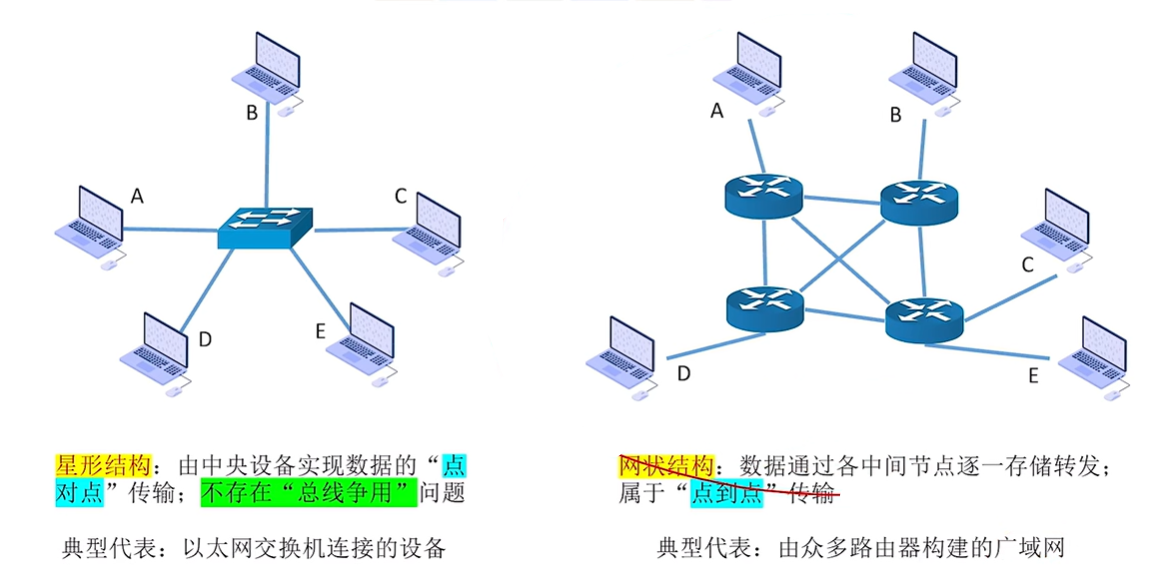 B
A
C
D
E
星形结构：由中央设备实现数据的“点
对点”传输；不存在“总线争用”问题
典型代表：以太网交换机连接的设备
A
B
C
D
E
网状结构：数据通过各中间节点逐一存储转发；
属于“点到点”传输
典型代表：由众多路由器构建的广域网